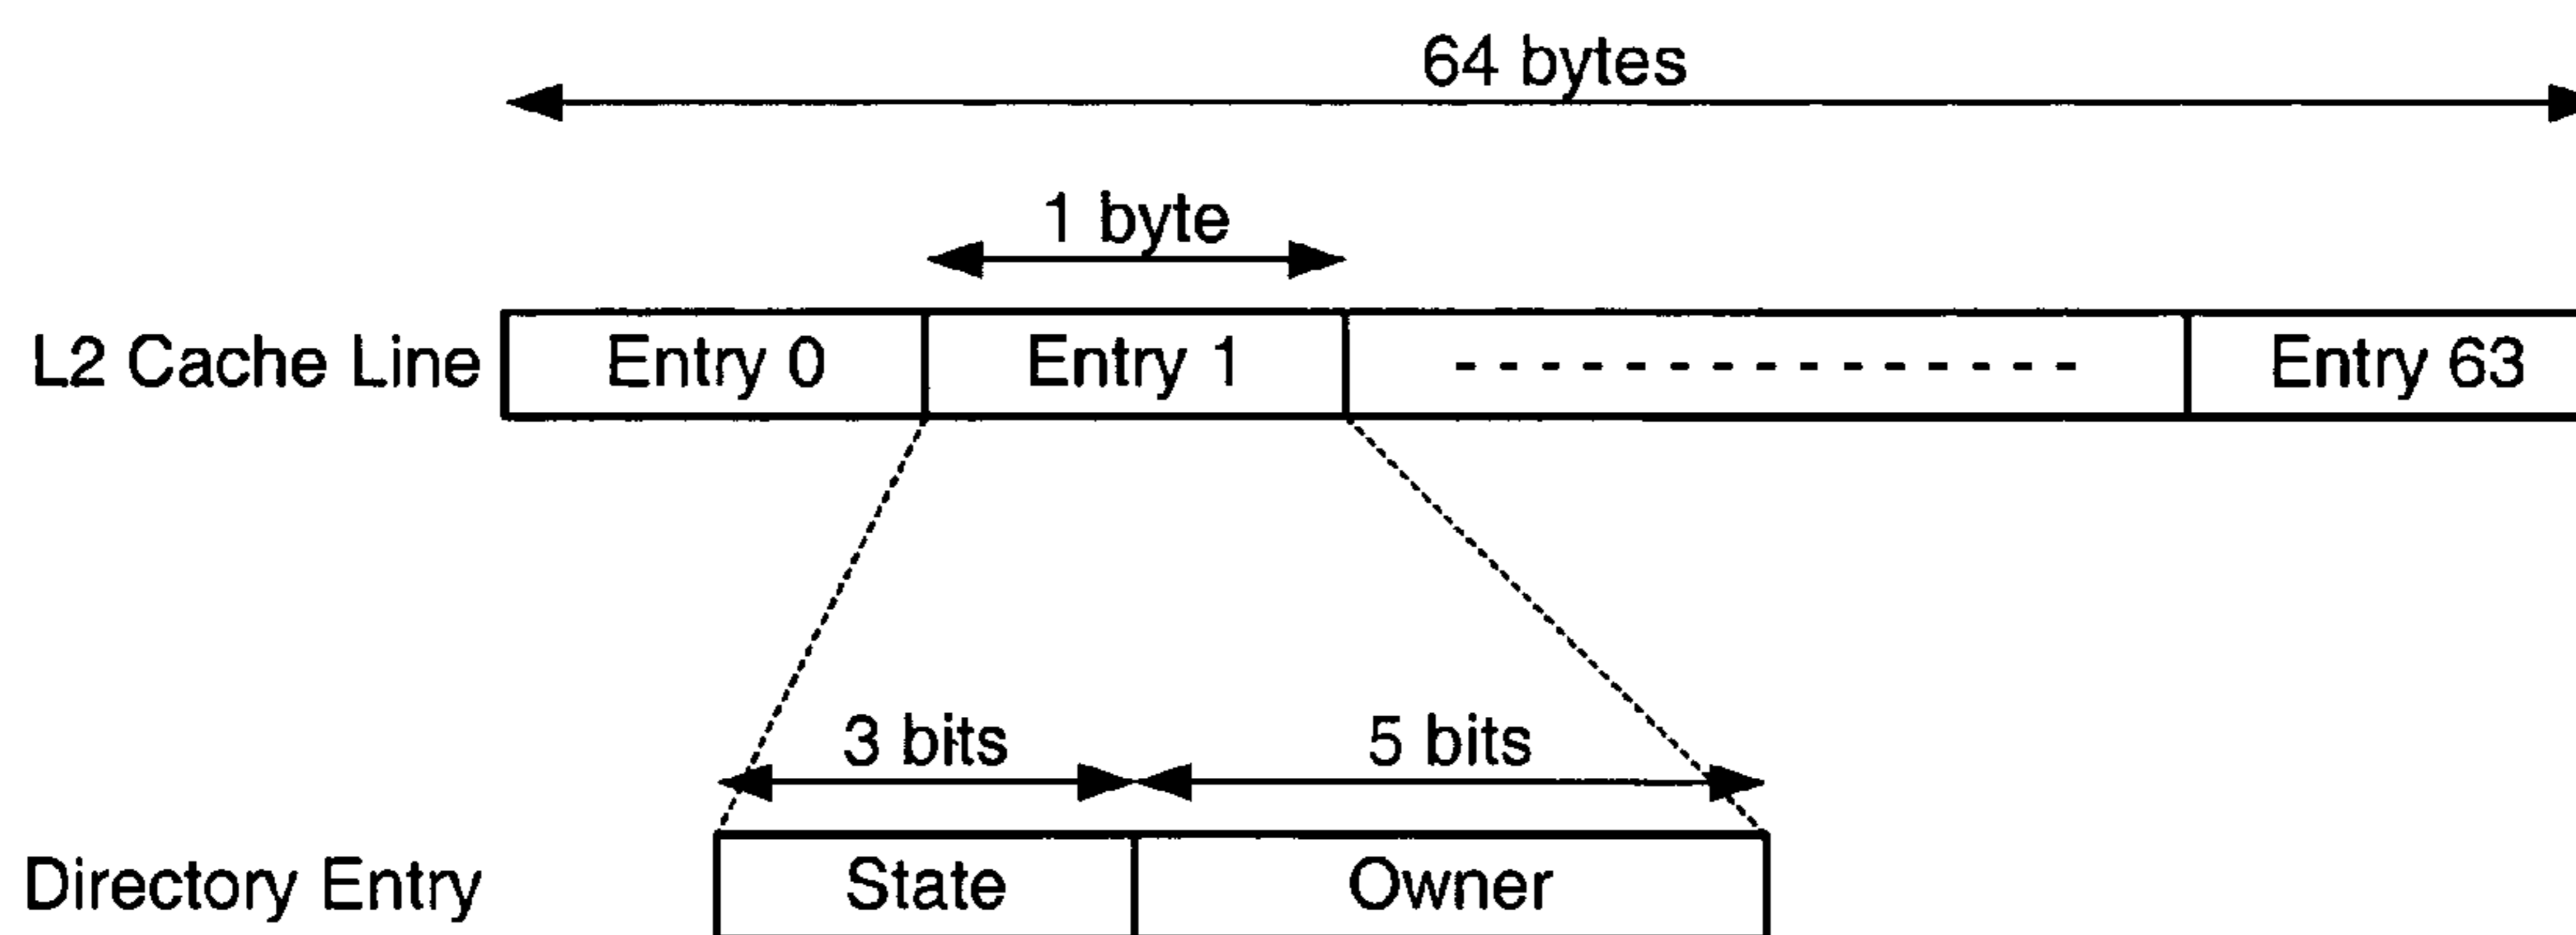 64 bytes
1 byte
L2 Cache Line Entry 0 Entry 1 - - - - - - - - - - - - - - - Entry 63
3 bits 5 bits
Directory Entry State Owner